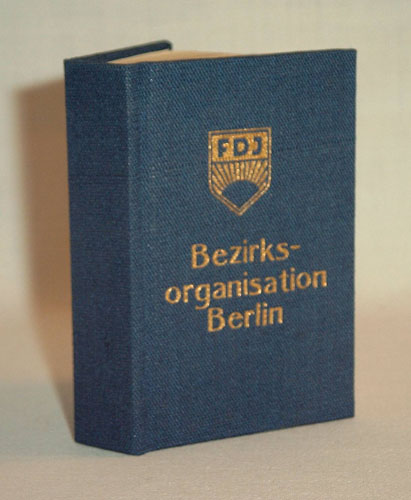 FDJ
Bezirks-
organisation
Berlin